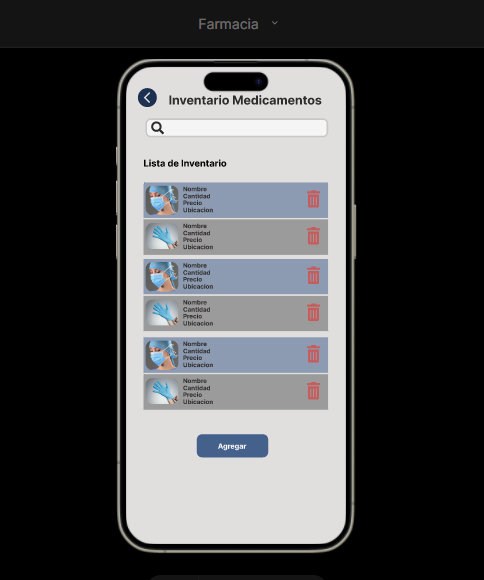 Farmacia
Inventario Medicamentos
Lista de Inventario
Nombre
Cantidad
Precio
Ubicacion
Nombre
Cantidad
Precio
Ubicacion
Nombre
Cantidad
Precio
Ubicacion
Nombre
Cantidad
Precio
Ubicacion
Nombre
Cantidad
Precio
Ubicacion
Nombre
Cantidad
Precio
Ubicacion
Agregar